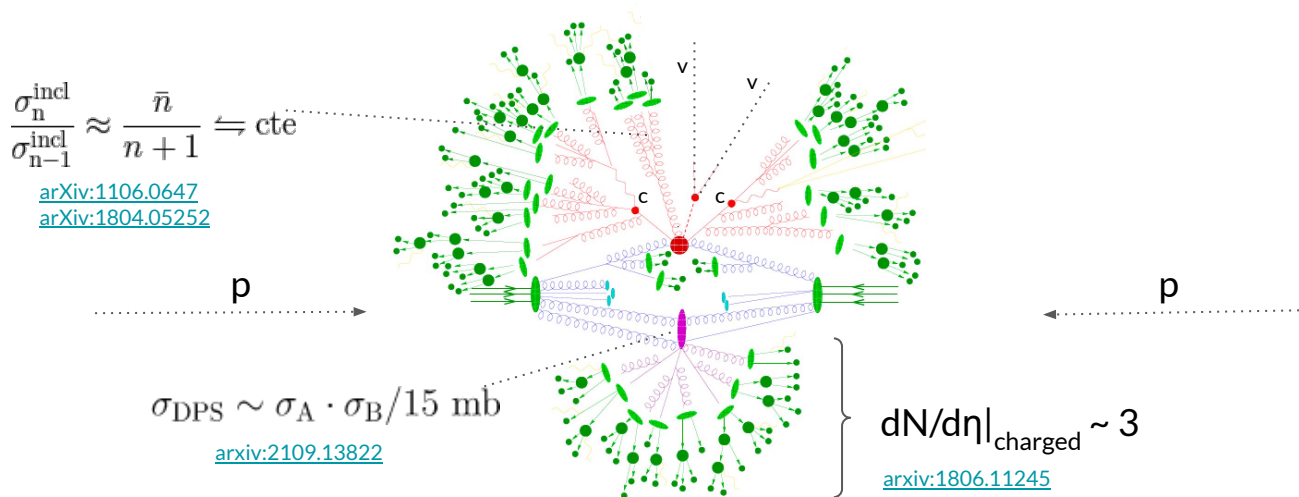 σ_n^incl / σ_{n-1}^incl ≈ n̄ / n + 1 ⇋ cte
arXiv:1106.0647
arXiv:1804.05252
v
v
c
c
p
p
σ_DPS ~ σ_A · σ_B/15 mb
arxiv:2109.13822
dN/dη|_charged ~ 3
arxiv:1806.11245